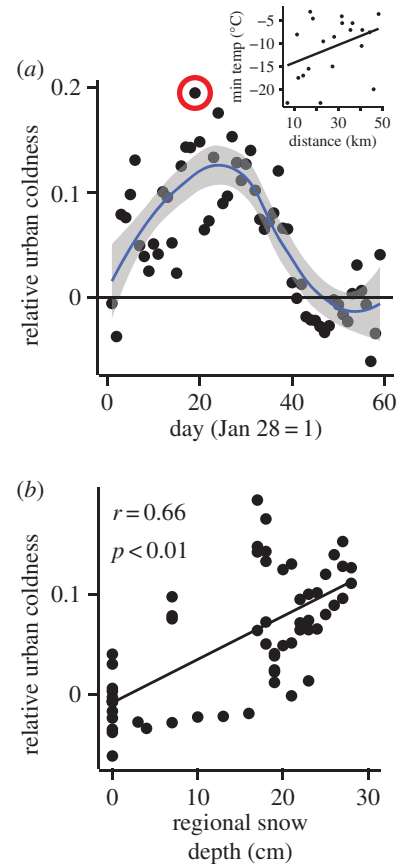 (a)
0.2
0.1
0
relative urban coldness
0 20 40 60
day (Jan 28 = 1)
−5
−10
−15
−20
min temp (°C)
10 30 50
distance (km)
(b)
r = 0.66
p < 0.01
0.1
0
relative urban coldness
0 10 20 30
regional snow
depth (cm)